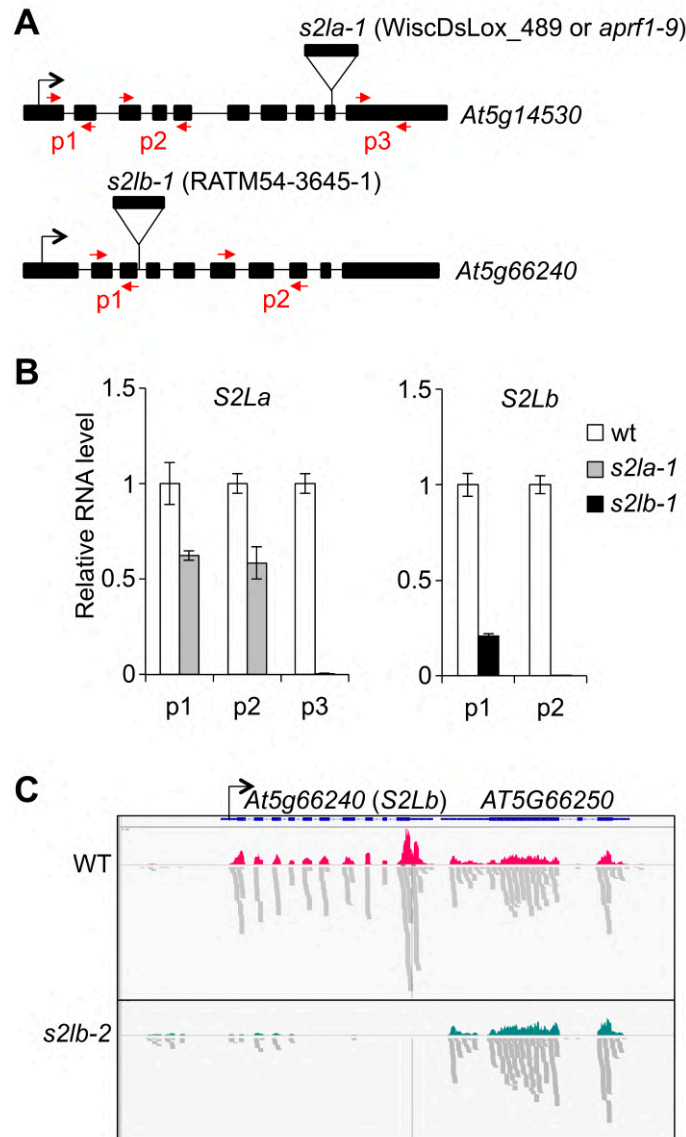 A
s2la-1 (WiscDsLox_489 or aprf1-9)
At5g14530
p1 p2 p3
s2lb-1 (RATM54-3645-1)
At5g66240
p1 p2
B
S2La
Relative RNA level
1.5
1
0.5
0
p1 p2 p3
S2Lb
1.5
1
0.5
0
p1 p2
wt
s2la-1
s2lb-1
C
At5g66240 (S2Lb) AT5G66250
WT
s2lb-2